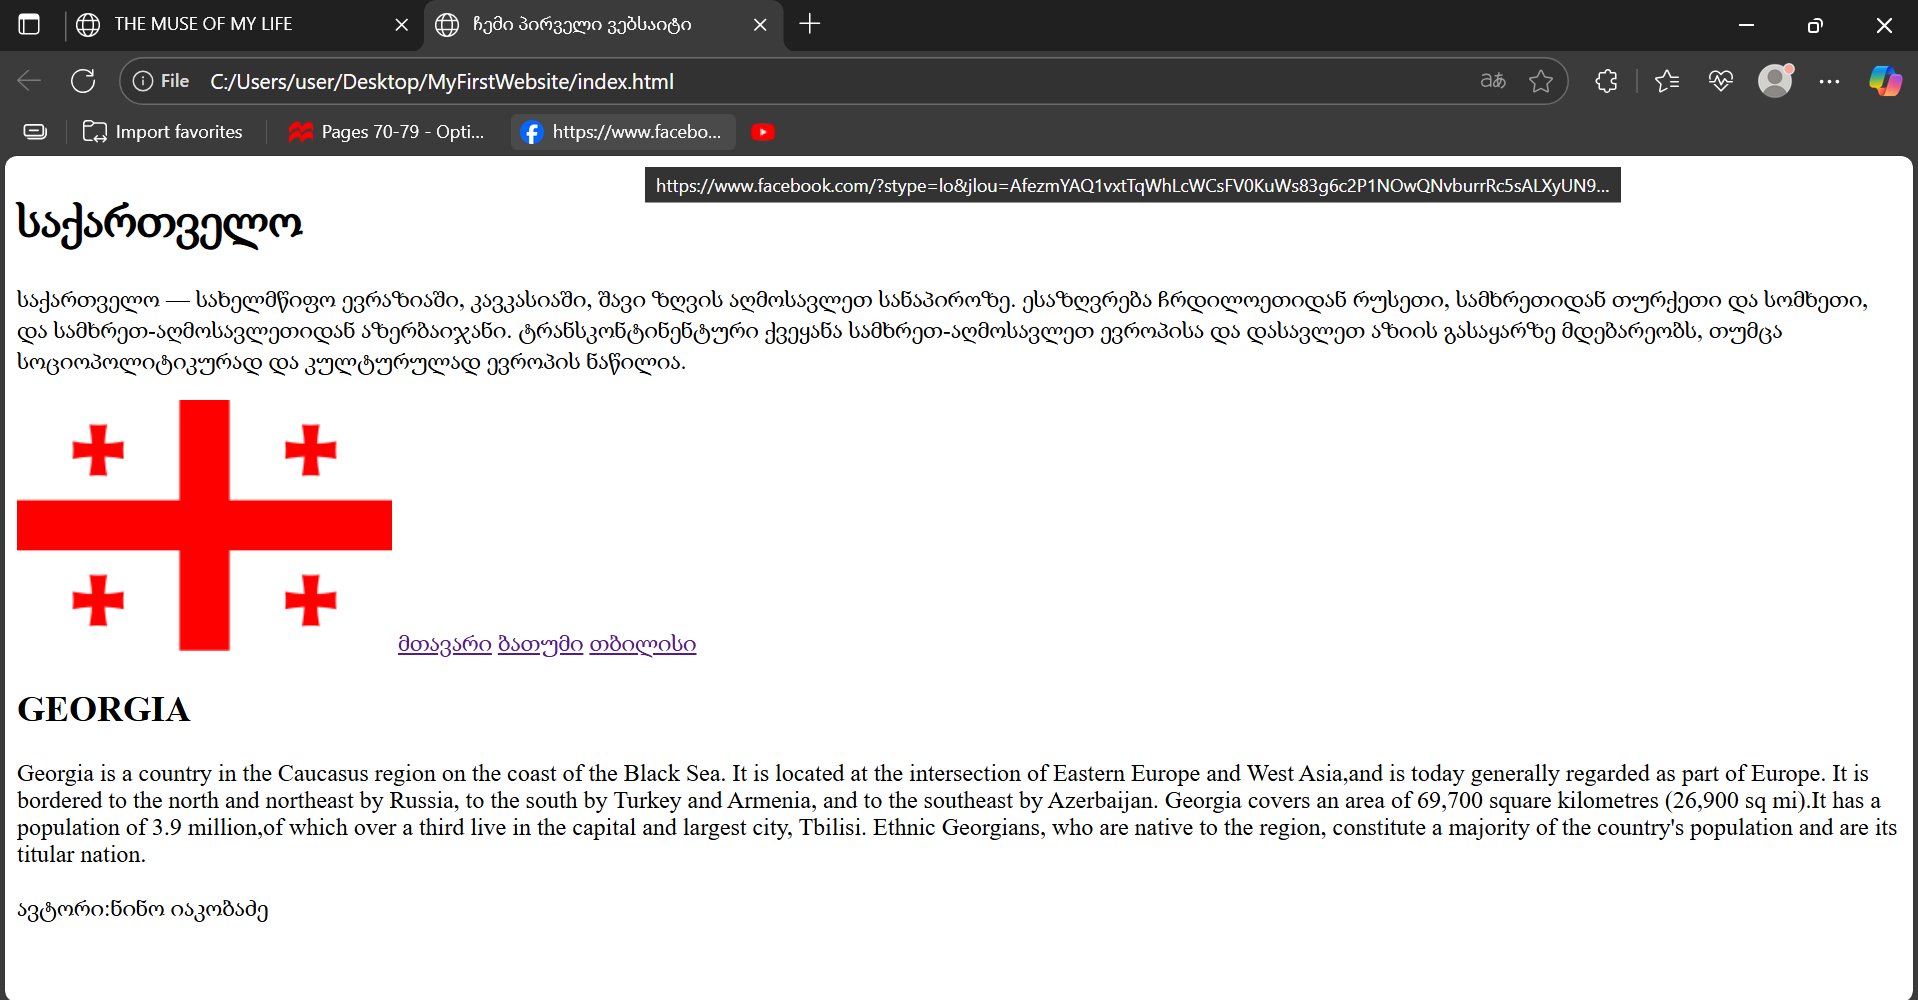 THE MUSE OF MY LIFE
ჩემი პირველი ვებსაიტი
File C:/Users/user/Desktop/MyFirstWebsite/index.html
Import favorites
Pages 70-79 - Opti...
https://www.facebo...
https://www.facebook.com/?stype=lo&jlou=AfezmYAQ1vxtTqWhLcWCsFV0KuWs83g6c2P1NOwQNvburrRc5sALXyUN9...
საქართველო
საქართველო — სახელმწიფო ევრაზიაში, კავკასიაში, შავი ზღვის აღმოსავლეთ სანაპიროზე. ესაზღვრება ჩრდილოეთიდან რუსეთი, სამხრეთიდან თურქეთი და სომხეთი,
და სამხრეთ-აღმოსავლეთიდან აზერბაიჯანი. ტრანსკონტინენტური ქვეყანა სამხრეთ-აღმოსავლეთ ევროპისა და დასავლეთ აზიის გასაყარზე მდებარეობს, თუმცა
სოციოპოლიტიკურად და კულტურულად ევროპის ნაწილია.
მთავარი ბათუმი თბილისი
GEORGIA
Georgia is a country in the Caucasus region on the coast of the Black Sea. It is located at the intersection of Eastern Europe and West Asia,and is today generally regarded as part of Europe. It is
bordered to the north and northeast by Russia, to the south by Turkey and Armenia, and to the southeast by Azerbaijan. Georgia covers an area of 69,700 square kilometres (26,900 sq mi).It has a
population of 3.9 million,of which over a third live in the capital and largest city, Tbilisi. Ethnic Georgians, who are native to the region, constitute a majority of the country's population and are its
titular nation.
ავტორი:ნინო იაკობაძე